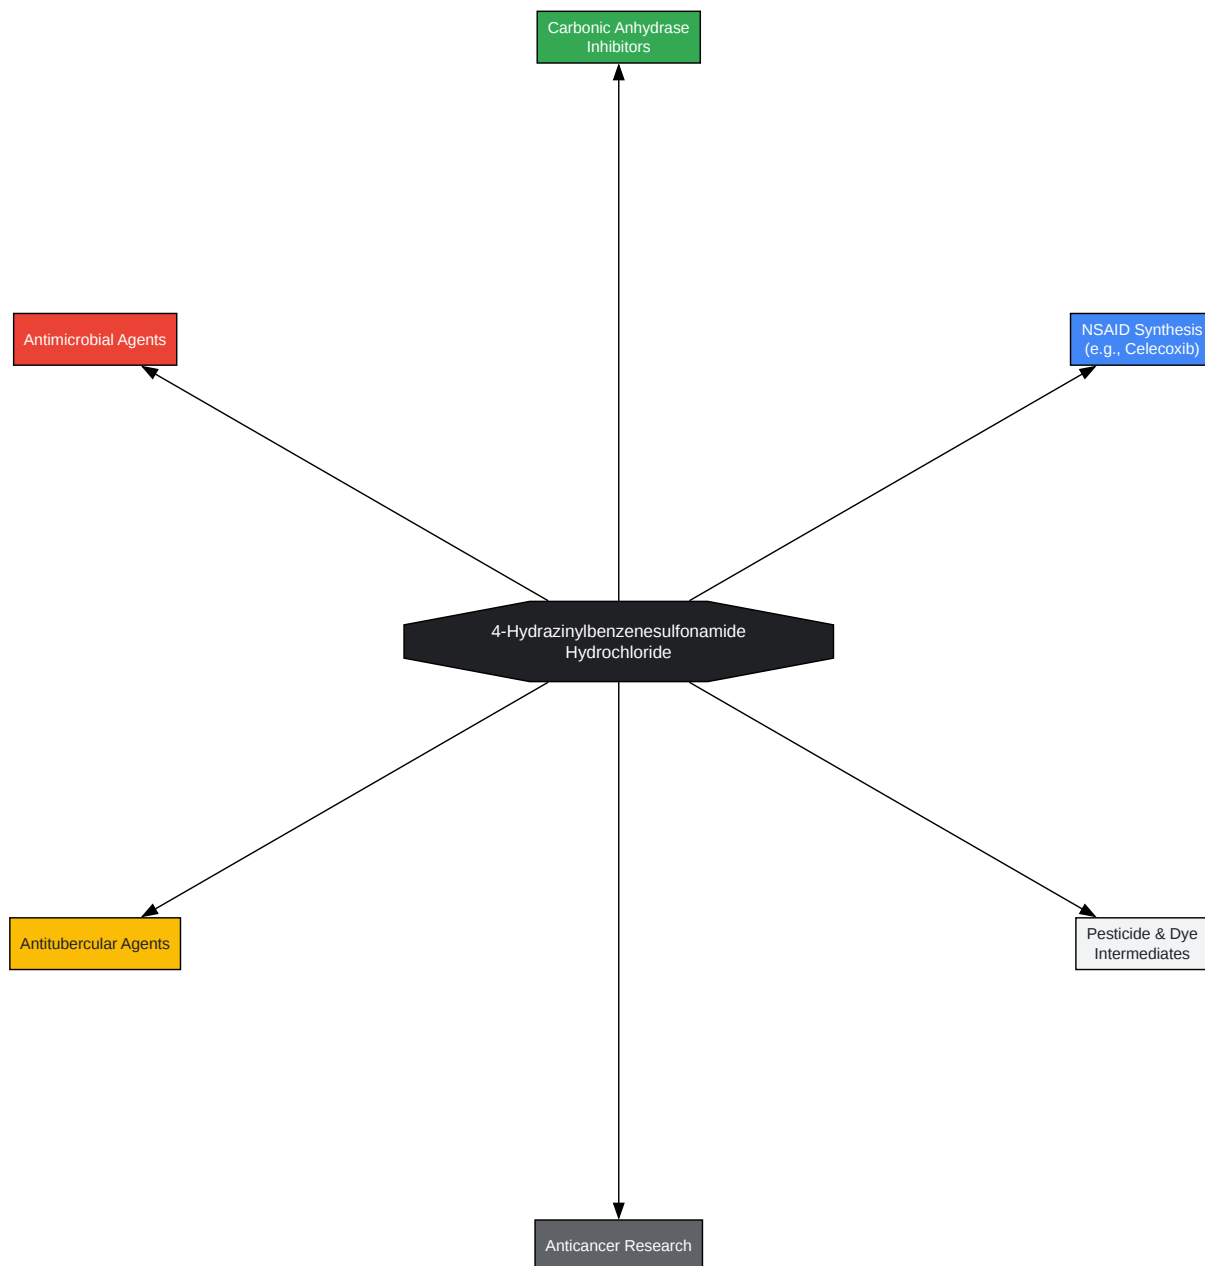 Carbonic Anhydrase
Inhibitors
Antimicrobial Agents
NSAID Synthesis
(e.g., Celecoxib)
4-Hydrazinylbenzenesulfonamide
Hydrochloride
Antitubercular Agents
Pesticide & Dye
Intermediates
Anticancer Research